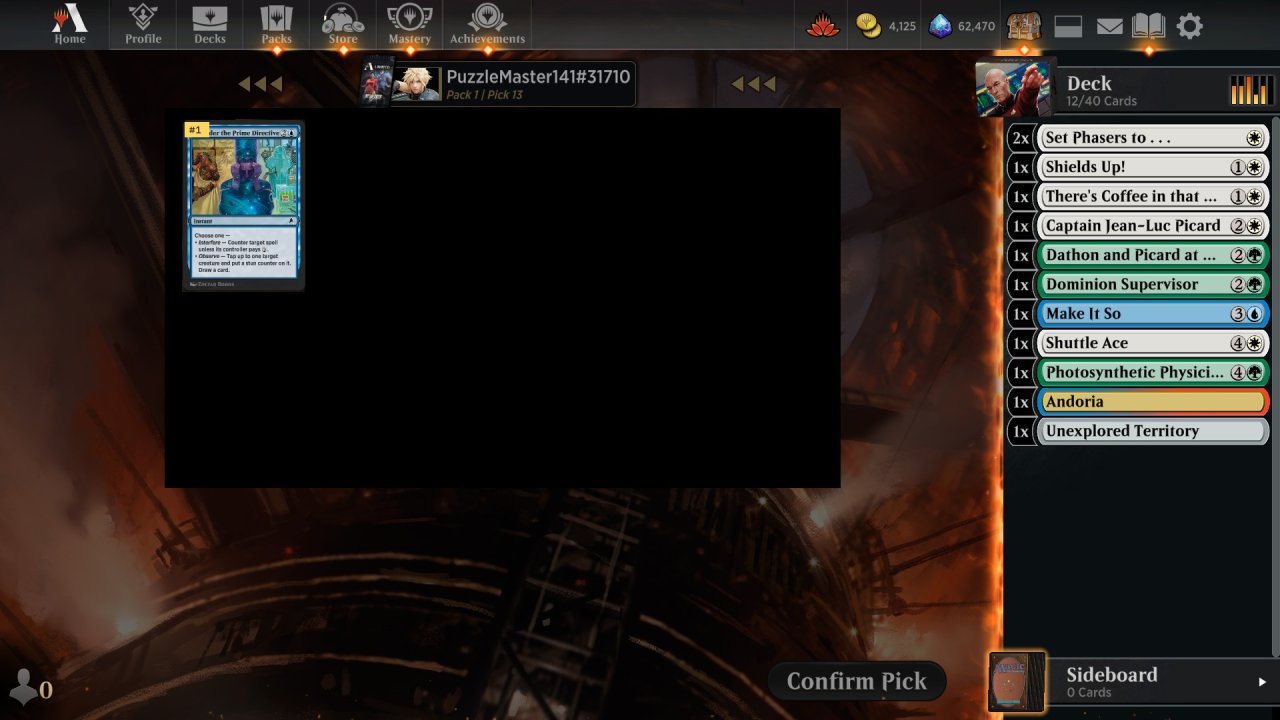 Home
Profile
Decks
Packs
Store
Mastery
Achievements
4,125
62,470
PuzzleMaster141#31710
Pack 1 | Pick 13
#1
the Prime Directive
Instant
Choose one —
• Interfere — Counter target spell
unless its controller pays
• Observe — Tap up to one target
creature and put a stun counter on it.
Draw a card.
Deck
12/40 Cards
2x Set Phasers to . . .
1x Shields Up! 1
1x There's Coffee in that ... 1
1x Captain Jean-Luc Picard 2
1x Dathon and Picard at ... 2
1x Dominion Supervisor 2
1x Make It So 3
1x Shuttle Ace 4
1x Photosynthetic Physici... 4
1x Andoria
1x Unexplored Territory
0
Confirm Pick
Sideboard
0 Cards